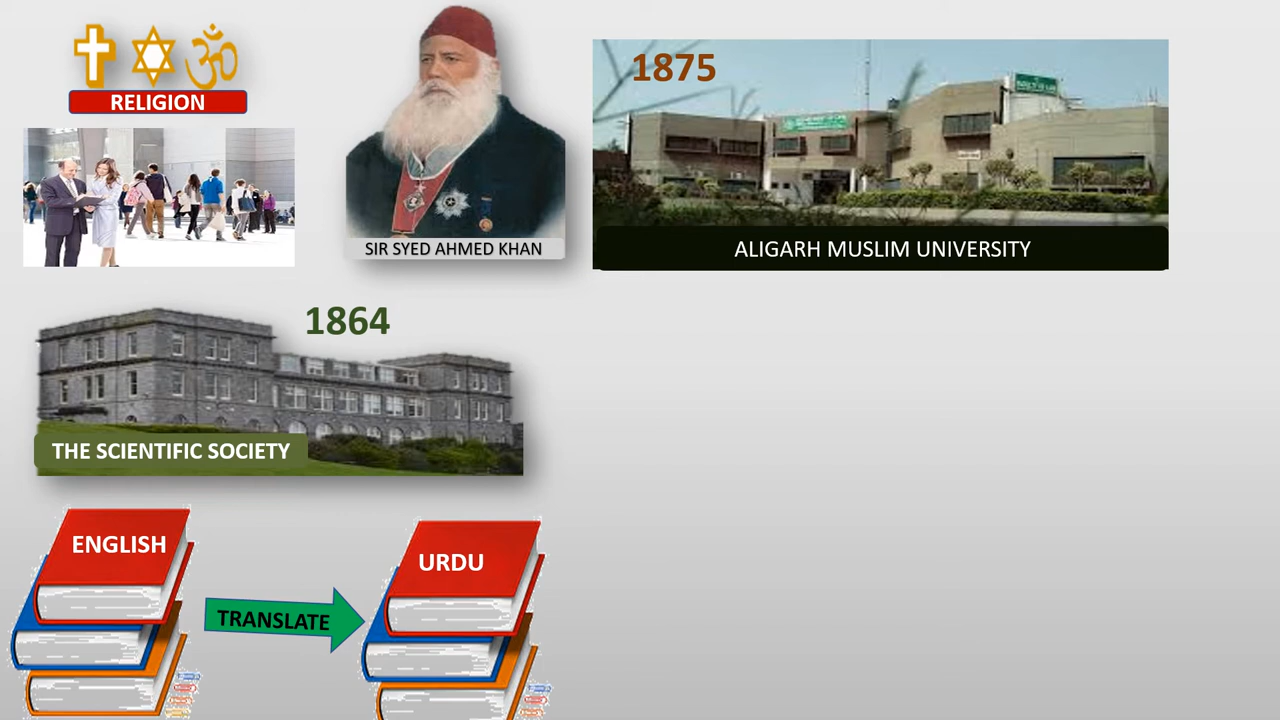 RELIGION
SIR SYED AHMED KHAN
1875
ALIGARH MUSLIM UNIVERSITY
1864
THE SCIENTIFIC SOCIETY
ENGLISH
TRANSLATE
URDU